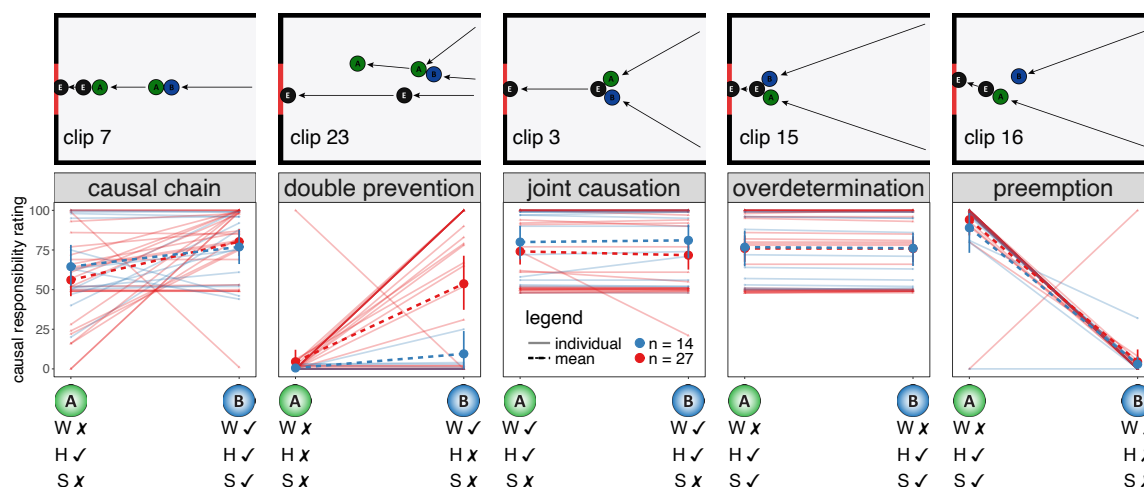 E E A A B
clip 7
A A B
E E
clip 23
E E A B
clip 3
E E B A
clip 15
E E B A
clip 16
causal chain double prevention joint causation overdetermination preemption
causal responsibility rating
100
75
50
25
0
legend
individual n = 14
mean n = 27
A B A B A B A B A B
W ✗ W ✓ W ✗ W ✓ W ✓ W ✓ W ✗ W ✗ W ✗ W
H ✓ H ✓ H ✗ H ✗ H ✓ H ✓ H ✓ H ✓ H ✓ H
S ✗ S ✓ S ✗ S ✗ S ✗ S ✗ S ✓ S ✓ S ✓ S